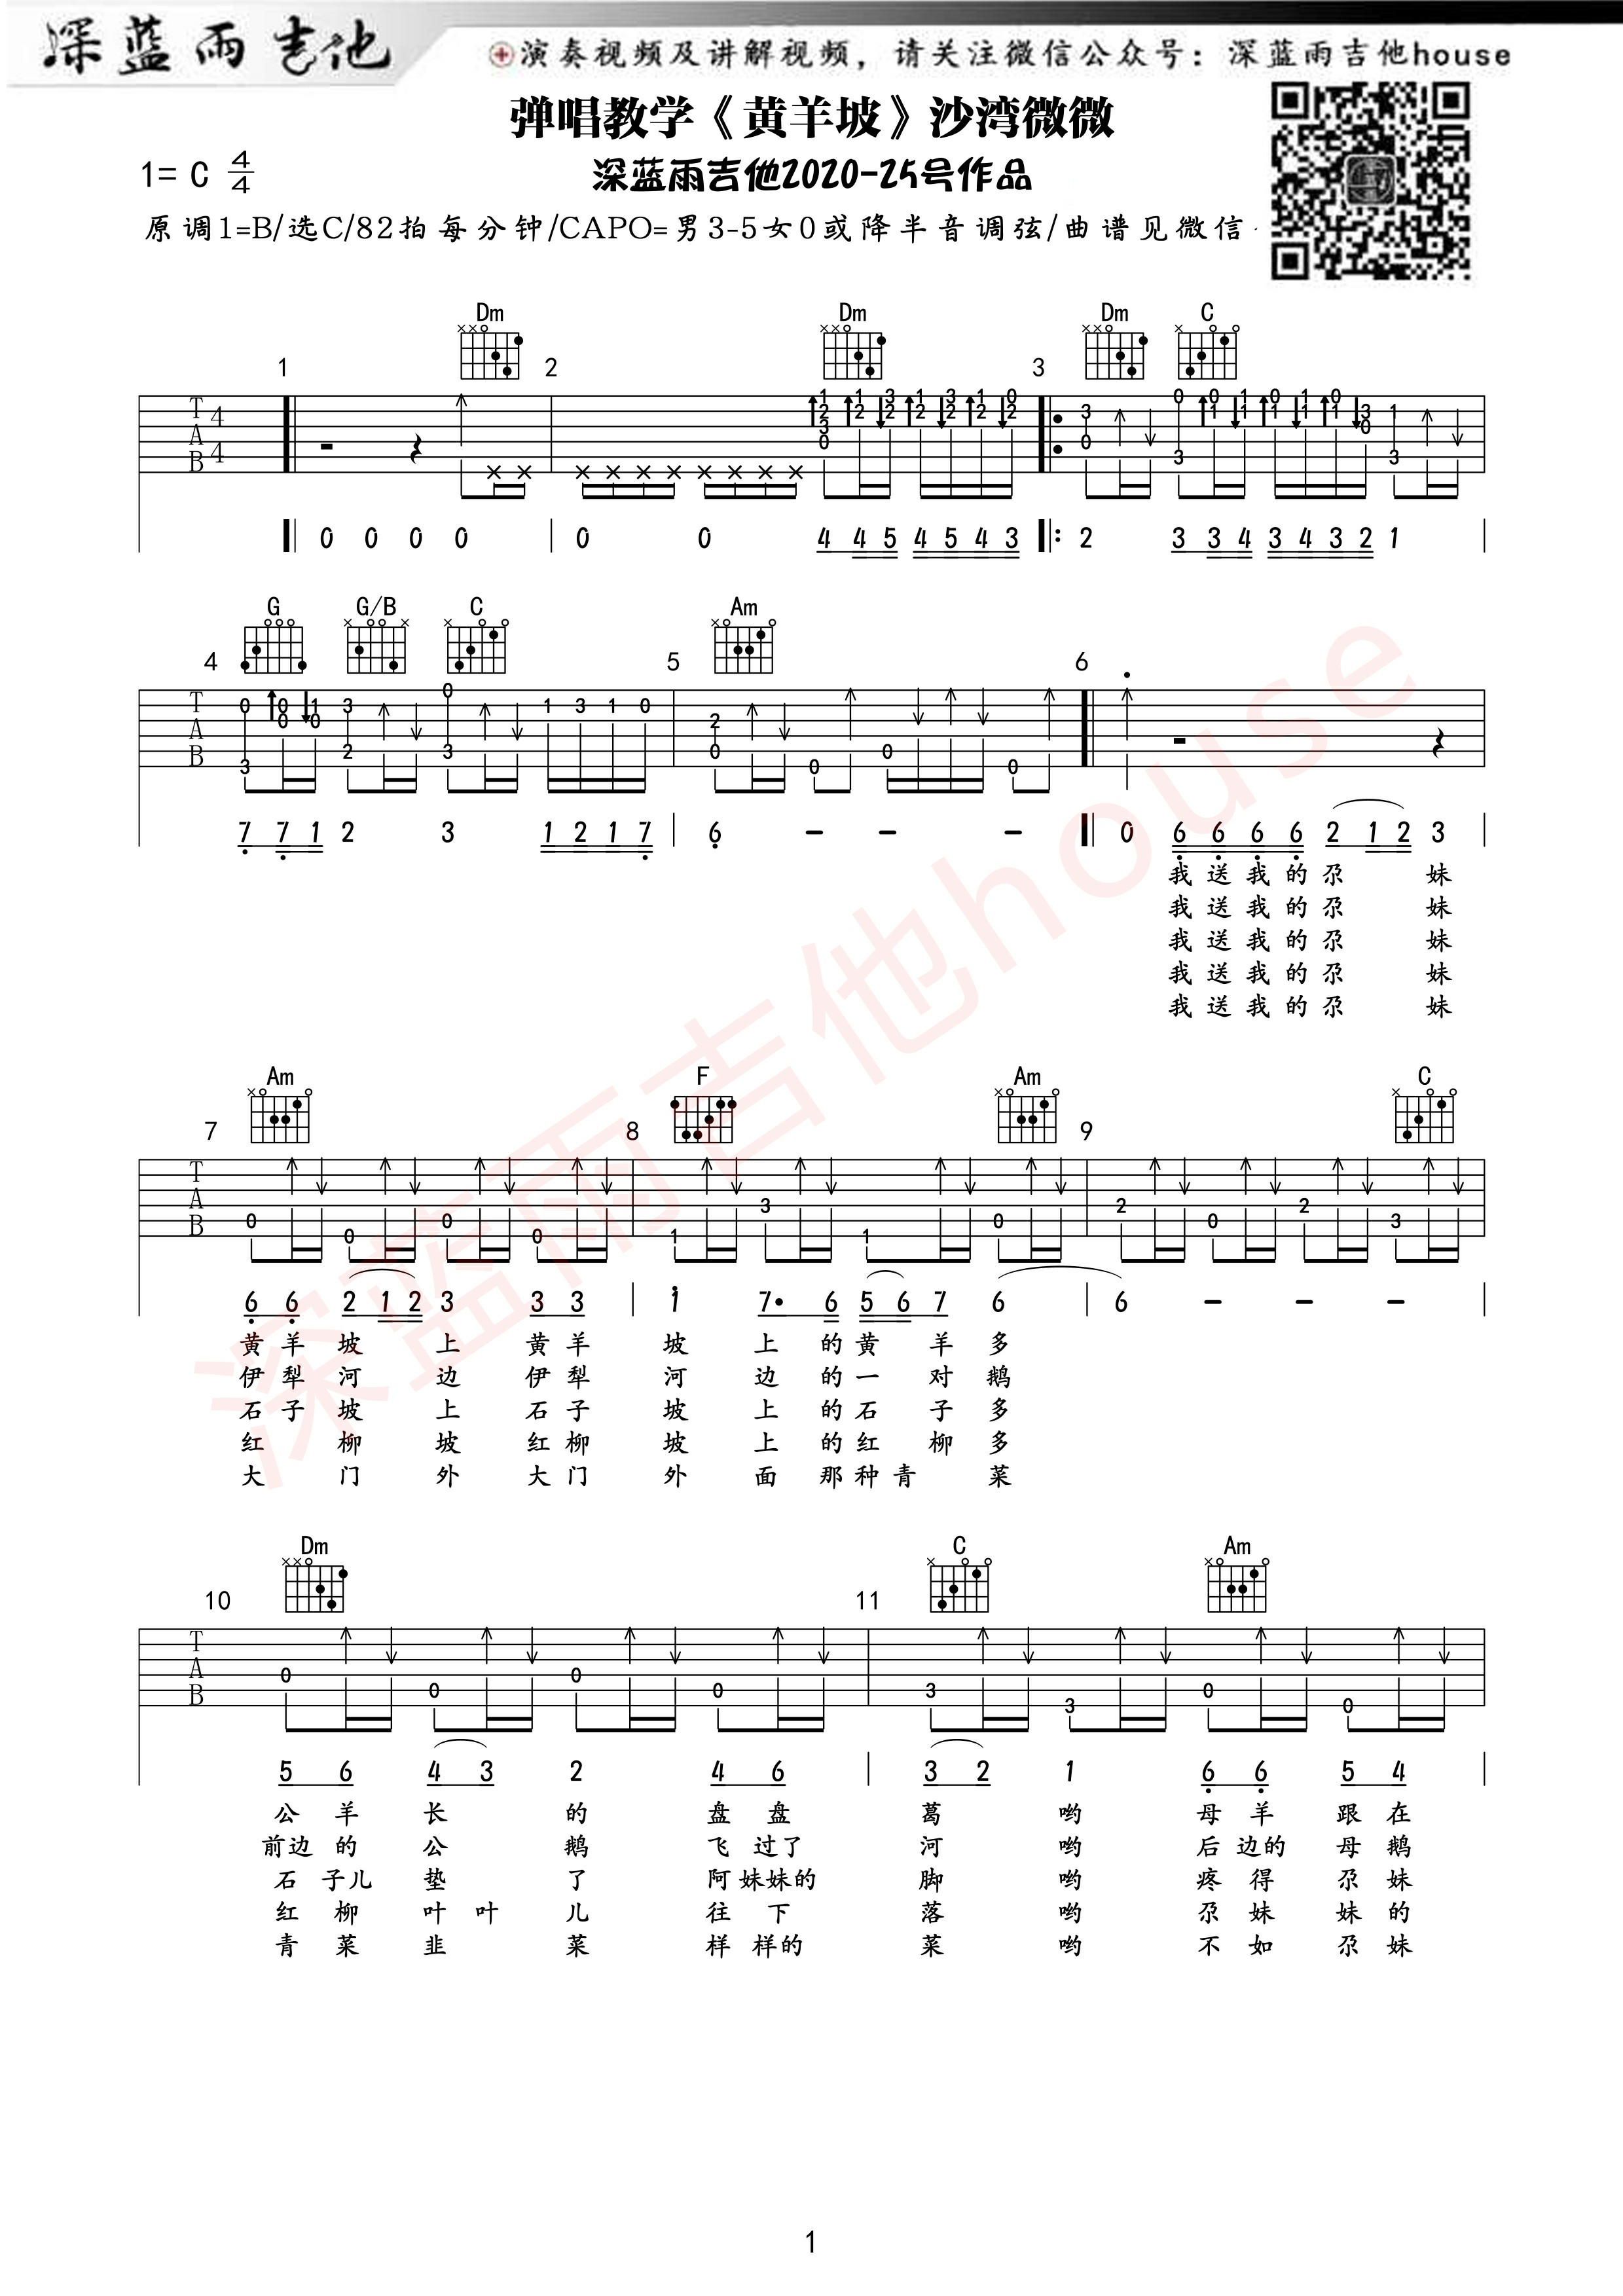 深蓝雨吉他
演奏视频及讲解视频，请关注微信公众号：深蓝雨吉他house
弹唱教学《黄羊坡》沙湾微微
深蓝雨吉他2020-25号作品
1= C 4/4
原调1=B/选C/82拍每分钟/CAPO=男3-5女0或降半音调弦/曲谱见微信
Dm Dm Dm C
1 2 3
T 4
A
B 4
0 0 0 0 0 0 4 4 5 4 5 4 3 2 3 3 4 3 4 3 2 1
G G/B C Am
4 5 6
T
A
B
7 7 1 2 3 1 2 1 7 6 - - - 0 6 6 6 6 2 1 2 3
我送我的尕 妹
我送我的尕 妹
我送我的尕 妹
我送我的尕 妹
我送我的尕 妹
Am F Am C
7 8 9
T
A
B
6 6 2 1 2 3 3 3 1 7· 6 5 6 7 6 6 - - -
黄羊坡 上 黄羊 坡 上 的黄 羊多
伊犁河 边 伊犁 河 边 的一 对鹅
石子坡 上 石子 坡 上 的石 子多
红 柳 坡 红柳 坡 上 的红 柳多
大 门 外 大门 外 面 那种青 菜
Dm C Am
10 11
T
A
B
5 6 4 3 2 4 6 3 2 1 6 6 5 4
公羊 长 的 盘盘 葛 哟 母羊 跟在
前边的 公 鹅 飞过了 河 哟 后边的 母鹅
石子儿 垫 了 阿妹妹的 脚 哟 疼得 尕妹
红柳 叶叶 儿 往下 落 哟 尕妹 妹的
青菜 韭 菜 样样的 菜 哟 不如 尕妹
深蓝雨吉他house
1